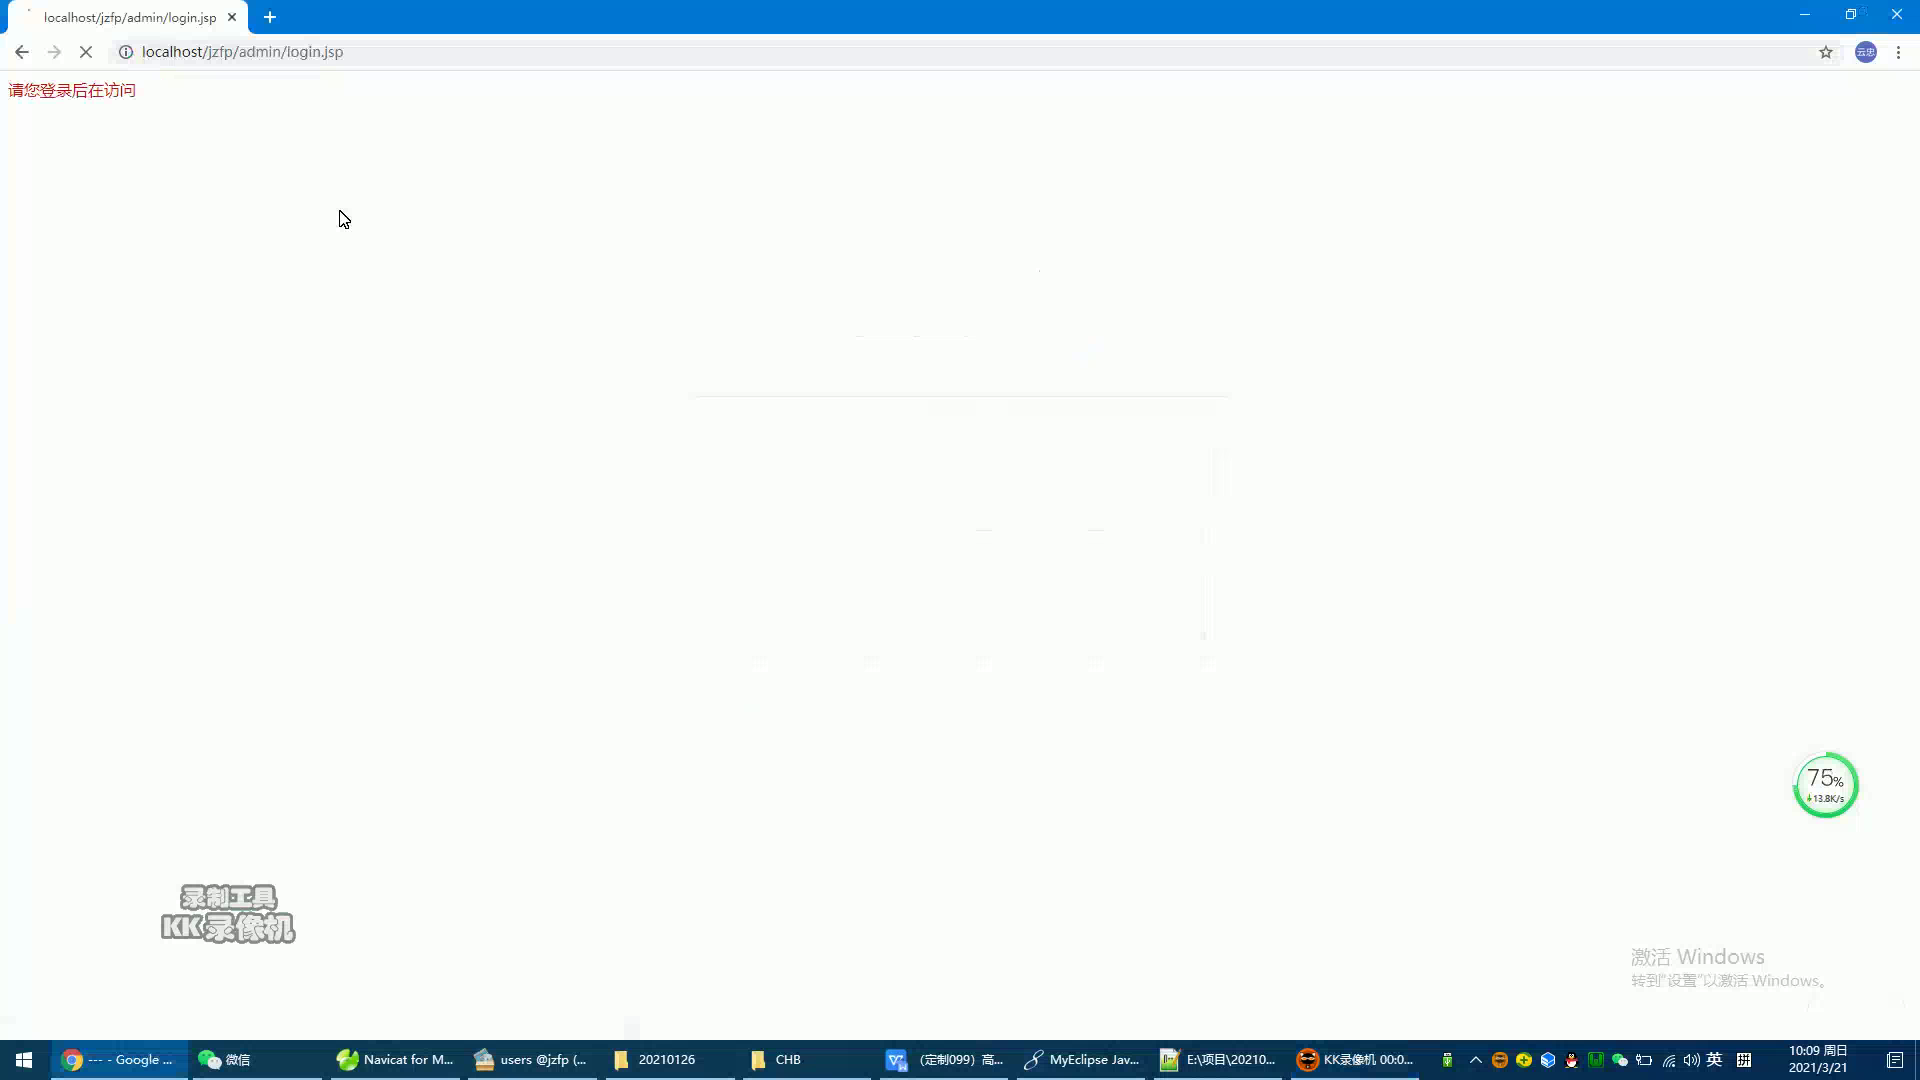 localhost/jzfp/admin/login.jsp
localhost/jzfp/admin/login.jsp
云忠
请您登录后在访问
75%
13.8K/s
录制工具
KK录像机
激活 Windows
转到"设置"以激活 Windows。
--- - Google ...
微信
Navicat for M...
users @jzfp (...
20210126
CHB
(定制099) 高...
MyEclipse Jav...
E:\项目\20210...
KK录像机 00:0...
英
拼
10:09 周日
2021/3/21